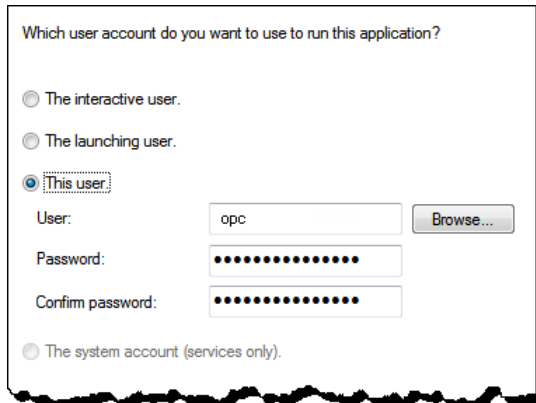 Which user account do you want to use to run this application?
The interactive user.
The launching user.
This user.
User: opc Browse...
Password: •••••••••••••••
Confirm password: •••••••••••••••
The system account (services only).